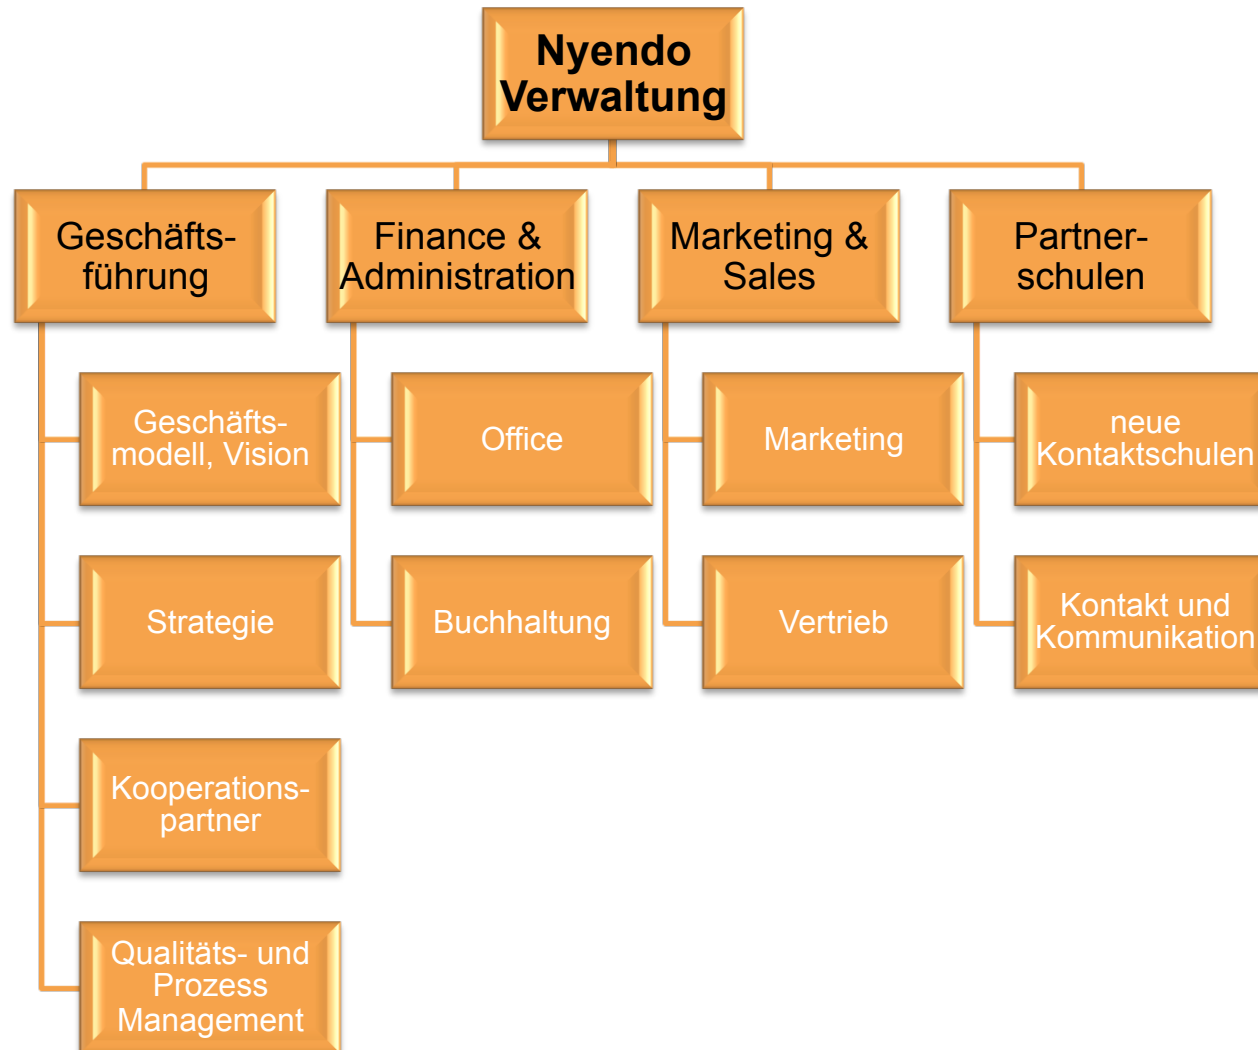 Nyendo
Verwaltung
Geschäfts-
führung
Finance &
Administration
Marketing &
Sales
Partner-
schulen
Geschäfts-
modell, Vision
Office
Marketing
neue
Kontaktschulen
Strategie
Buchhaltung
Vertrieb
Kontakt und
Kommunikation
Kooperations-
partner
Qualitäts- und
Prozess
Management